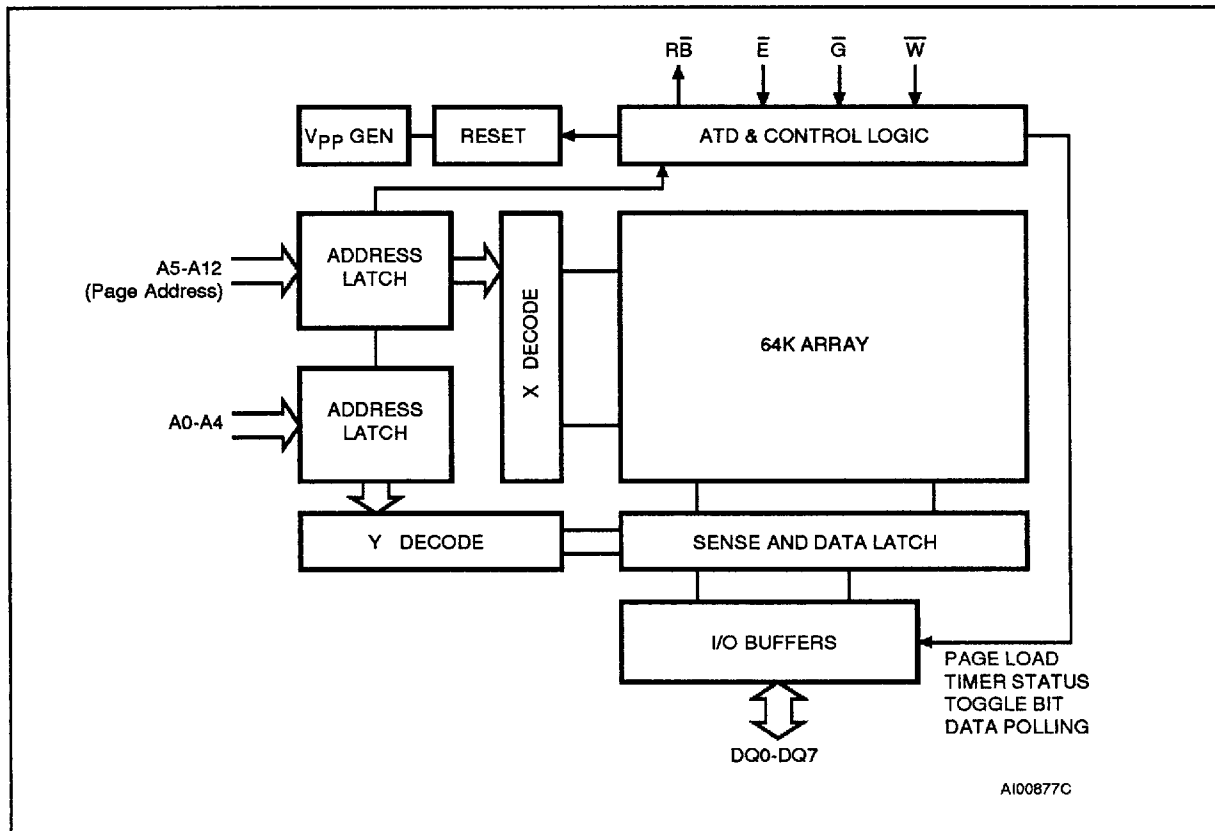 RB̅ E̅ G̅ W̅
VPP GEN
RESET
ATD & CONTROL LOGIC
A5-A12
(Page Address)
ADDRESS
LATCH
X DECODE
64K ARRAY
A0-A4
ADDRESS
LATCH
Y DECODE
SENSE AND DATA LATCH
I/O BUFFERS
PAGE LOAD
TIMER STATUS
TOGGLE BIT
DATA POLLING
DQ0-DQ7
AI00877C